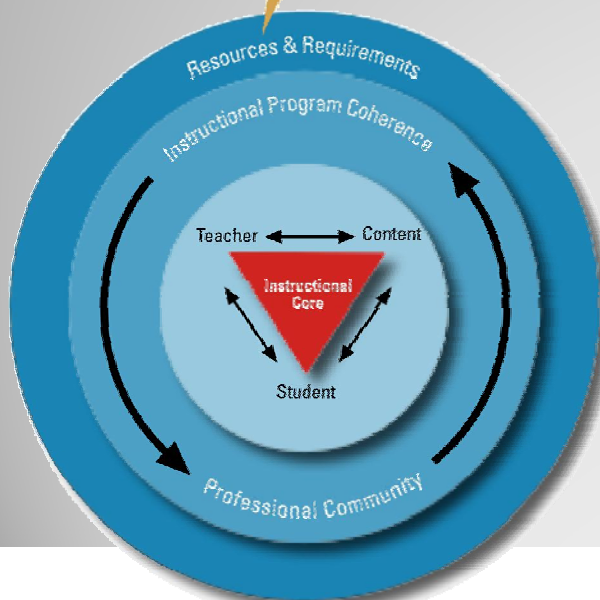 Resources & Requirements
Instructional Program Coherence
Teacher
Content
Instructional
Core
Student
Professional Community